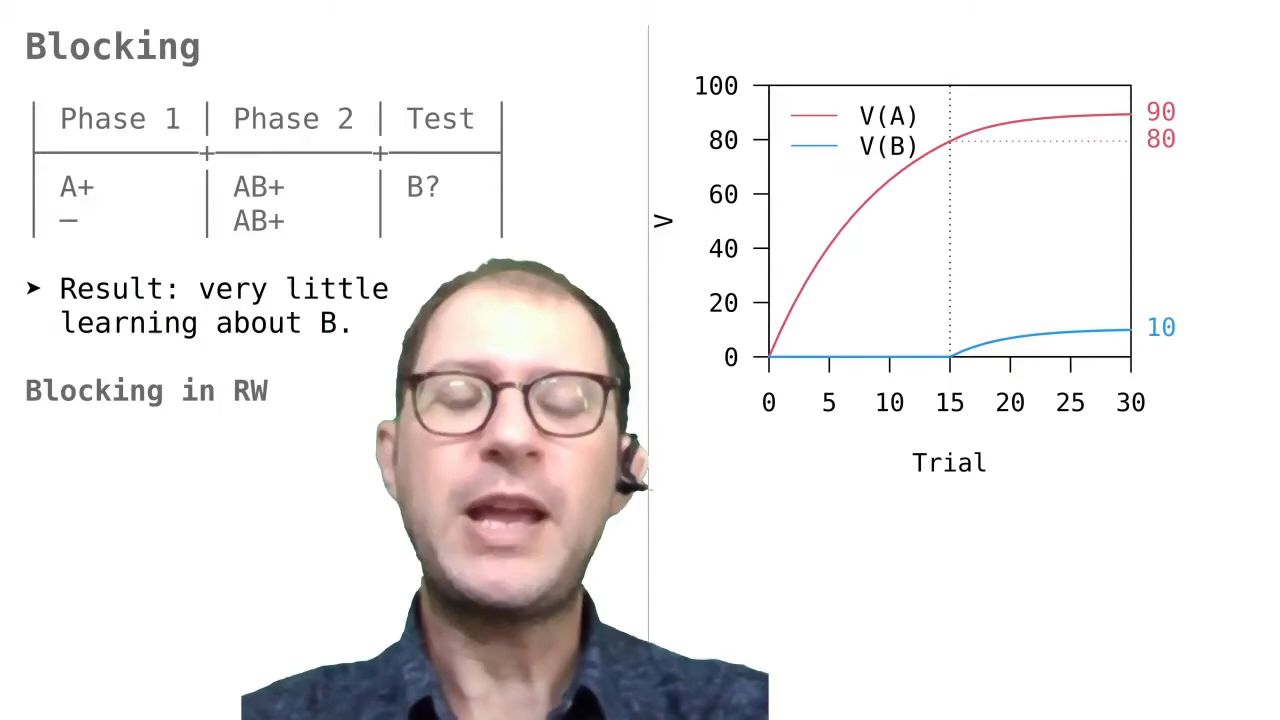 Blocking
Phase 1 | Phase 2 | Test
A+ | AB+ | B?
— | AB+
➤ Result: very little
learning about B.
Blocking in RW
100
80
60
40
20
0
V
V(A)
V(B)
90
80
10
0 5 10 15 20 25 30
Trial